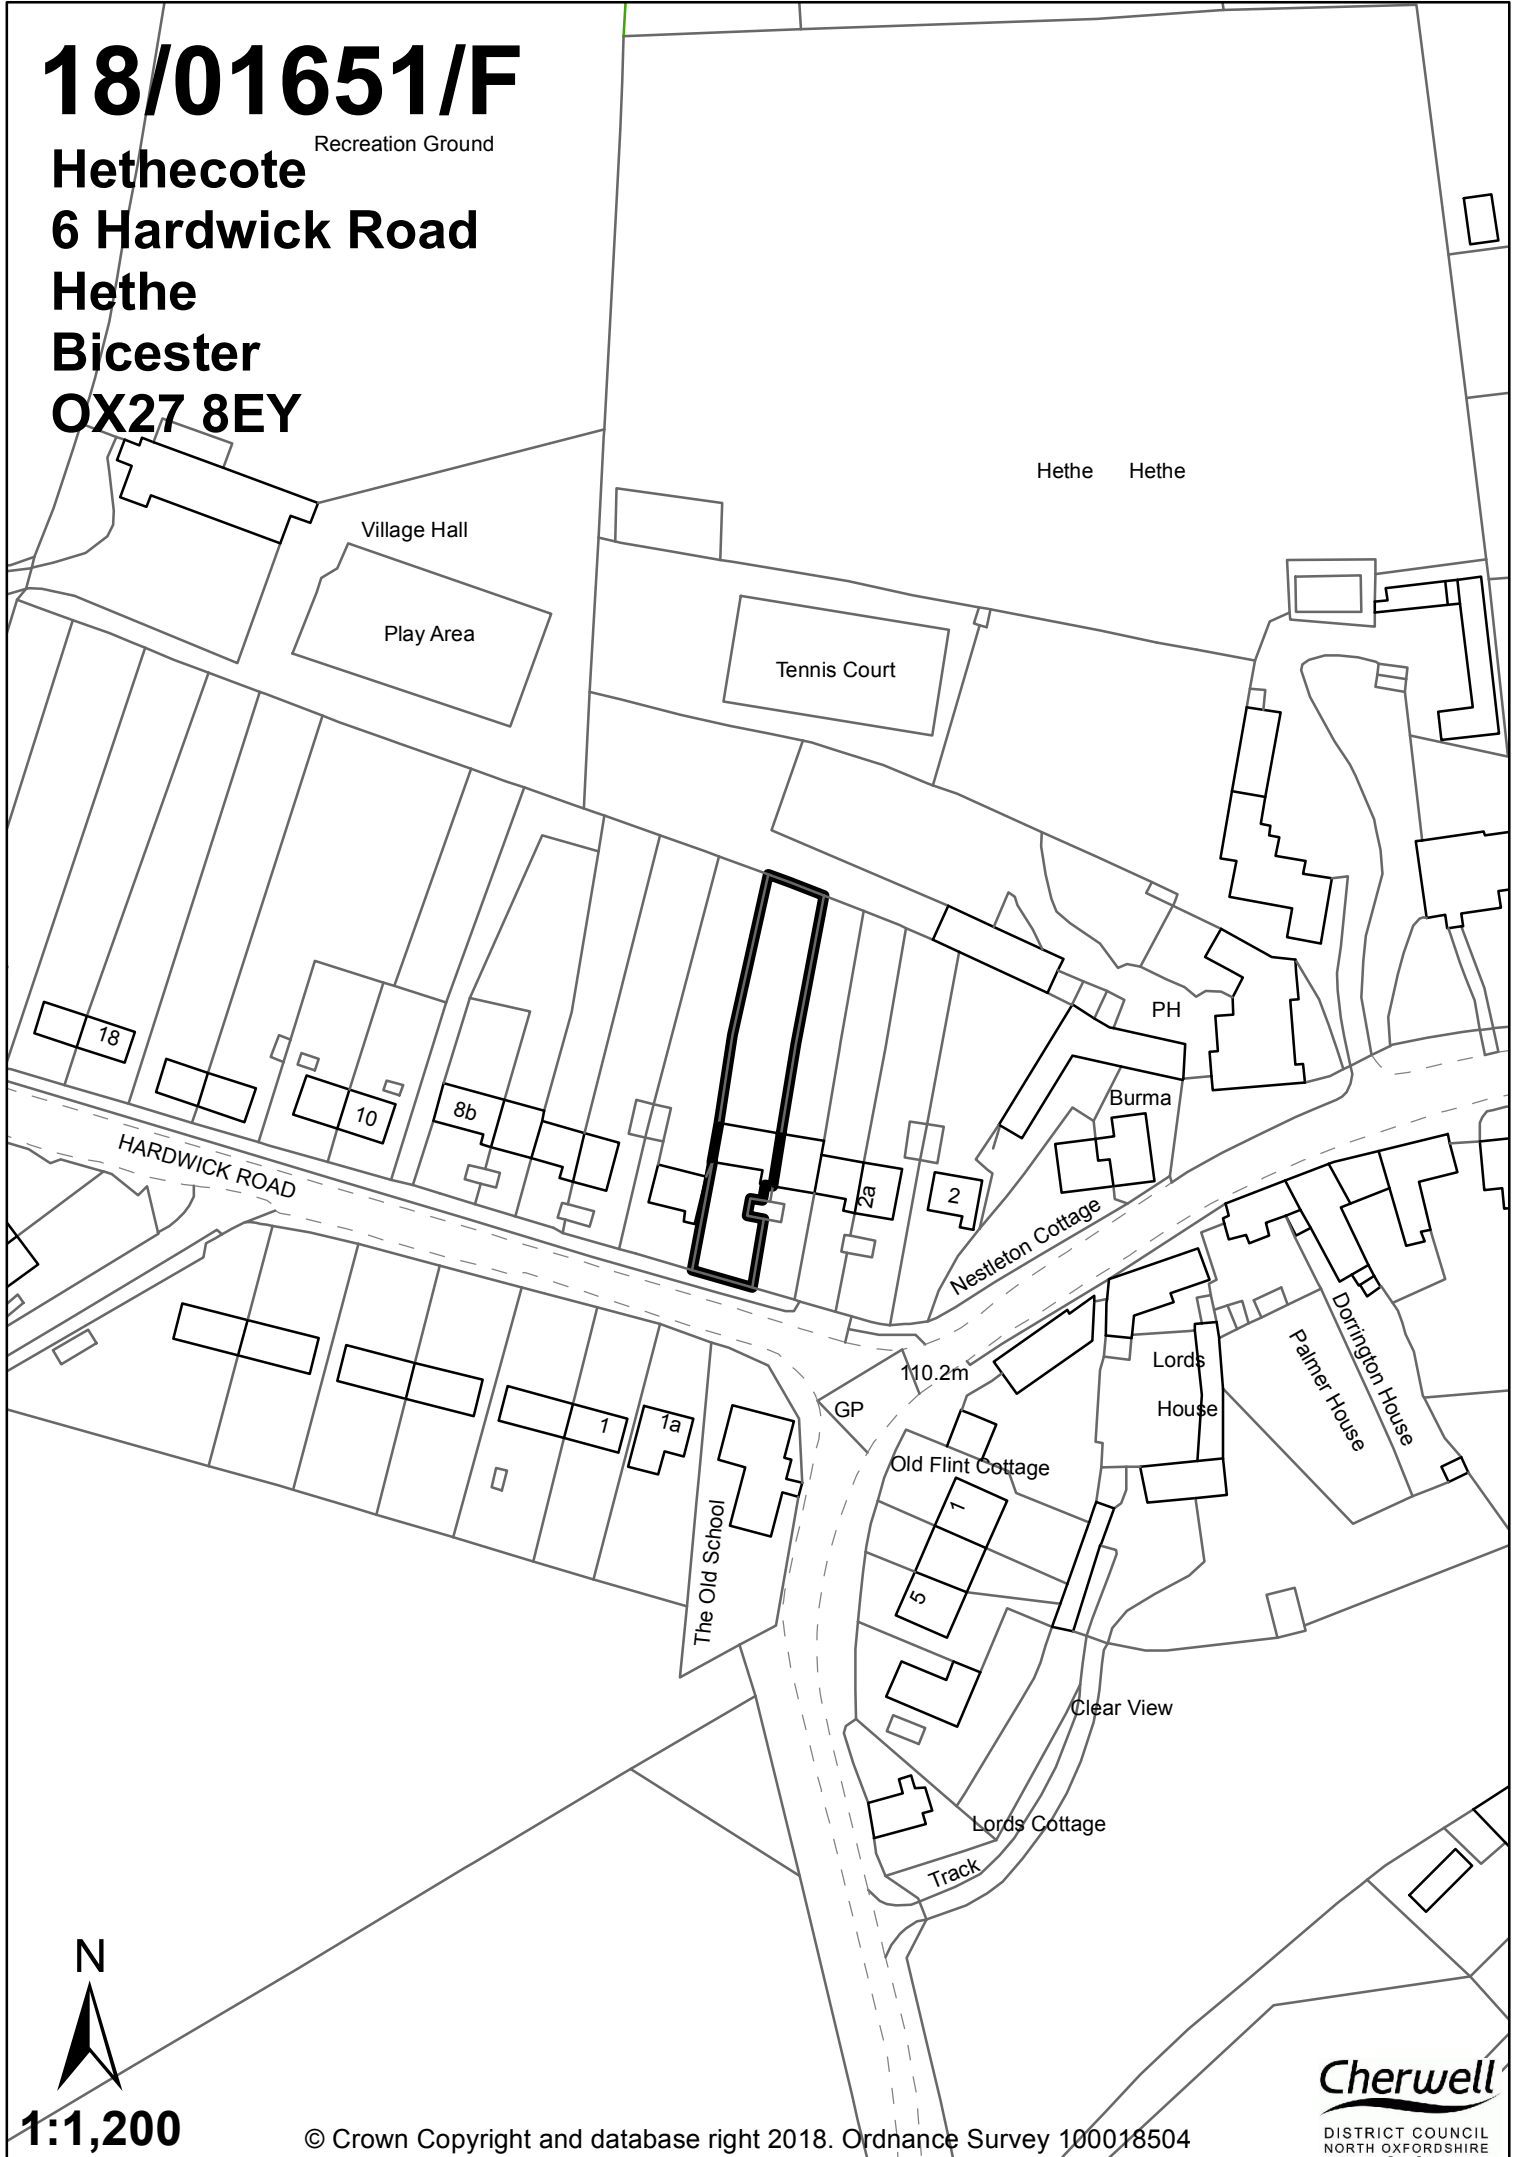 18/01651/F
Recreation Ground
Hethecote
6 Hardwick Road
Hethe
Bicester
OX27 8EY
Hethe Hethe
Village Hall
Play Area
Tennis Court
18
10
8b
PH
Burma
2a
2
HARDWICK ROAD
Nestleton Cottage
110.2m
GP
Lords
House
Palmer House
Dorrington House
1
1a
The Old School
Old Flint Cottage
1
5
Clear View
Lords Cottage
Track
N
1:1,200
© Crown Copyright and database right 2018. Ordnance Survey 100018504
Cherwell
DISTRICT COUNCIL
NORTH OXFORDSHIRE